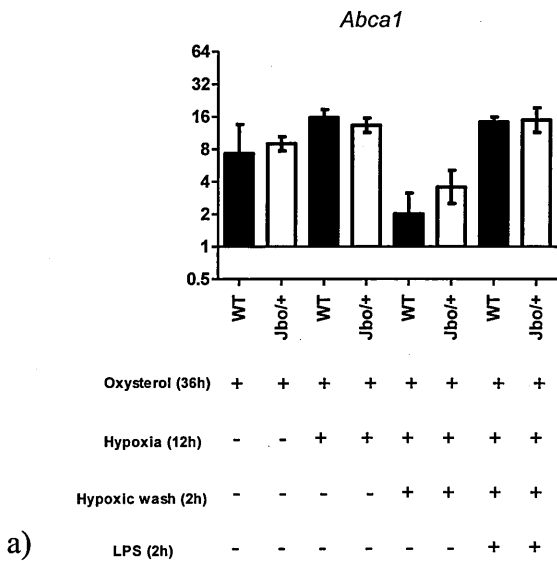 Abca1
64
32
16
8
4
2
1
0.5
WT Jbo/+ WT Jbo/+ WT Jbo/+ WT Jbo/+
Oxysterol (36h) + + + + + + + +
Hypoxia (12h) - - + + + + + +
Hypoxic wash (2h) - - - - + + + +
a) LPS (2h) - - - - - - + +